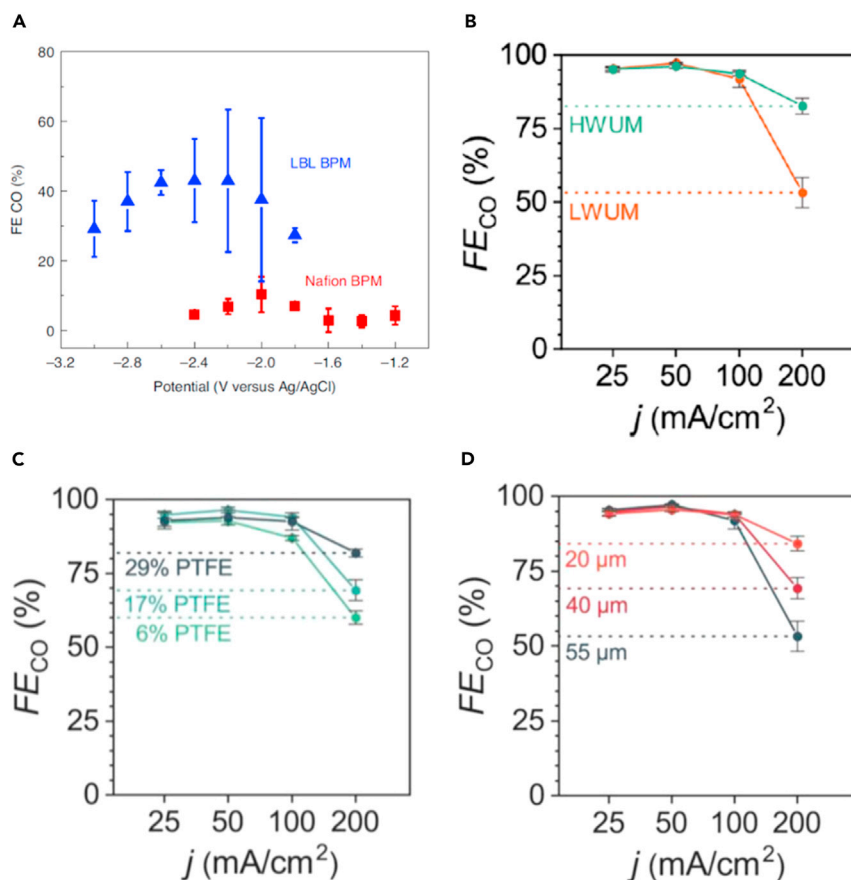 A
80
60
40
20
0
FE CO (%)
LBL BPM
Nafion BPM
−3.2
−2.8
−2.4
−2.0
−1.6
−1.2
Potential (V versus Ag/AgCl)
B
100
75
50
25
0
FE_CO (%)
HWUM
LWUM
25 50 100 200
j (mA/cm²)
C
100
75
50
25
0
FE_CO (%)
29% PTFE
17% PTFE
6% PTFE
25 50 100 200
j (mA/cm²)
D
100
75
50
25
0
FE_CO (%)
20 µm
40 µm
55 µm
25 50 100 200
j (mA/cm²)